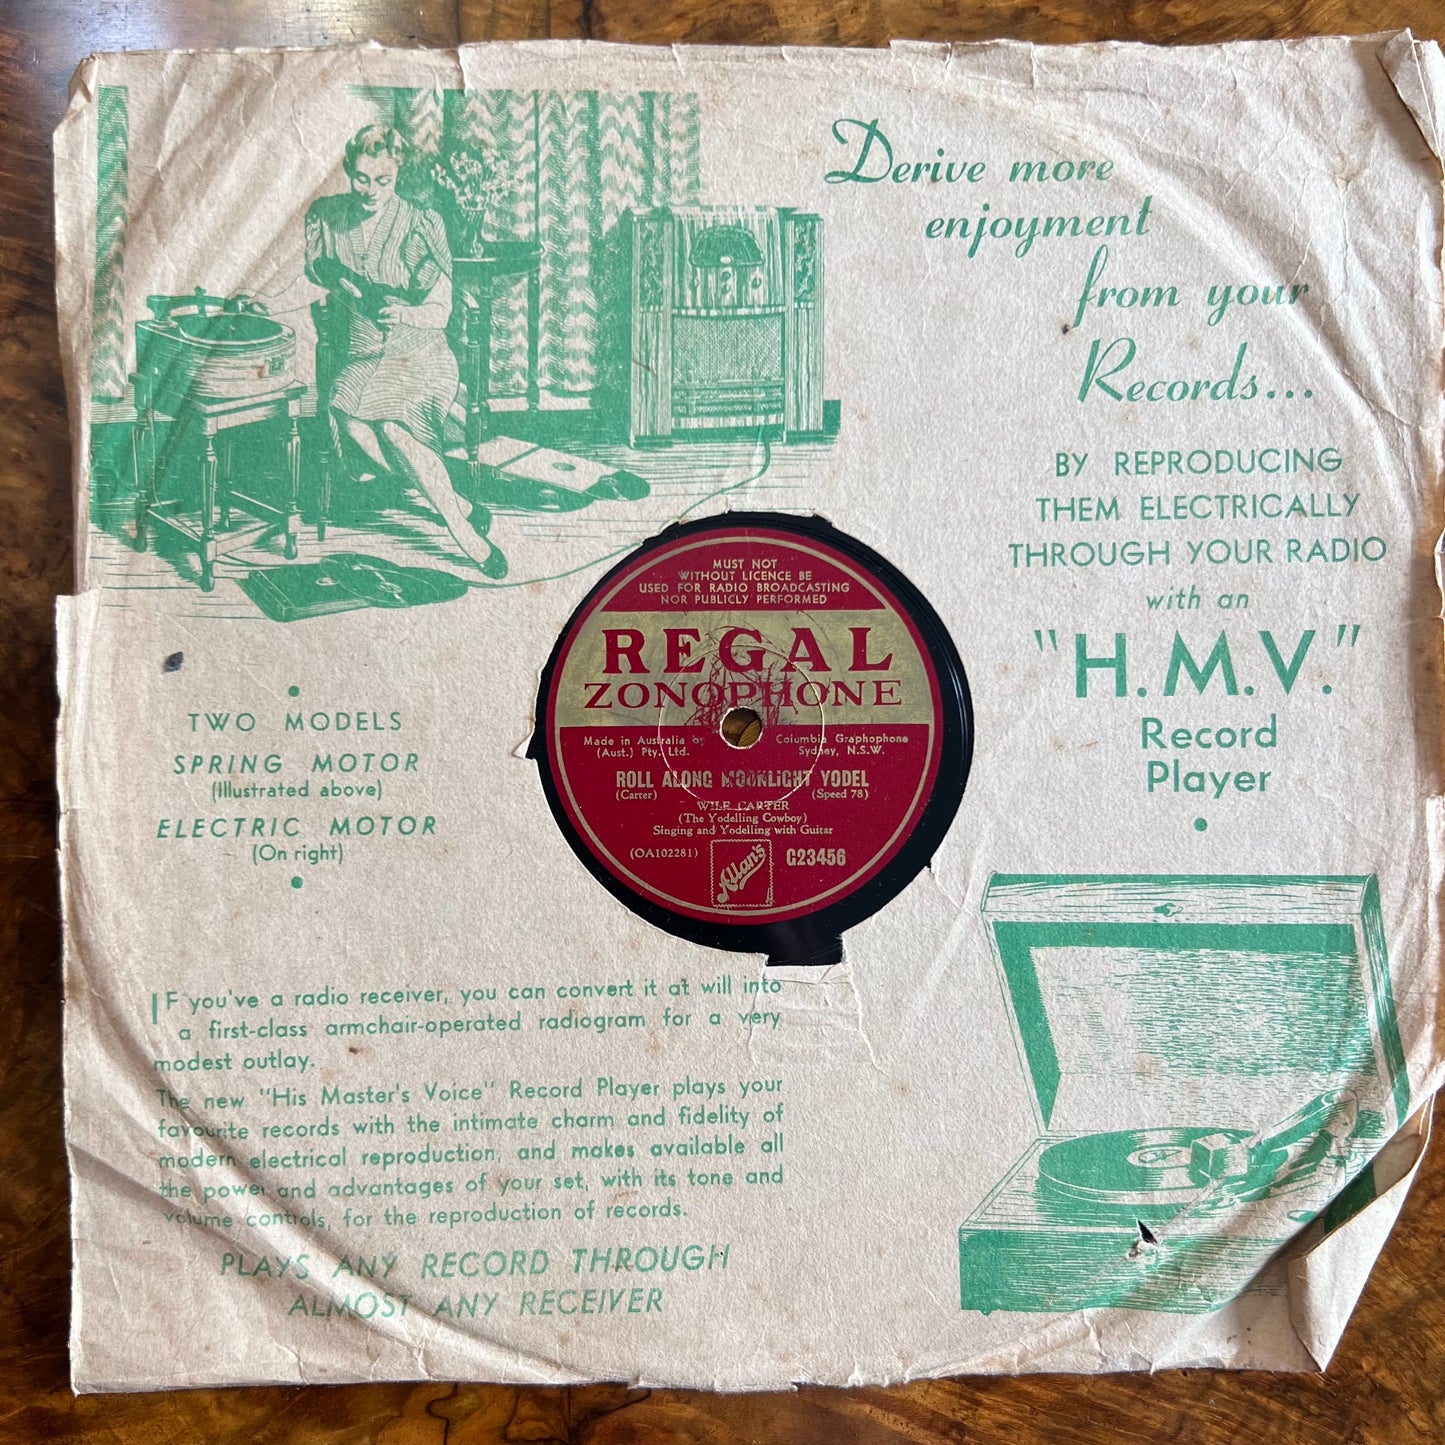 Derive more
enjoyment
from your
Records...
BY REPRODUCING
THEM ELECTRICALLY
THROUGH YOUR RADIO
with an
"H.M.V."
Record
Player
TWO MODELS
SPRING MOTOR
(Illustrated above)
ELECTRIC MOTOR
(On right)
MUST NOT
WITHOUT LICENCE BE
USED FOR RADIO BROADCASTING
NOR PUBLICLY PERFORMED
REGAL
ZONOPHONE
Made in Australia by Columbia Graphophone
(Aust.) Pty. Ltd. Sydney, N.S.W.
ROLL ALONG MOONLIGHT YODEL
(Carter) (Speed 78)
WILF CARTER
(The Yodelling Cowboy)
Singing and Yodelling with Guitar
(OA102281) Allan's G23456
IF you've a radio receiver, you can convert it at will into
a first-class armchair-operated radiogram for a very
modest outlay.
The new "His Master's Voice" Record Player plays your
favourite records with the intimate charm and fidelity of
modern electrical reproduction, and makes available all
the power and advantages of your set, with its tone and
volume controls, for the reproduction of records.
PLAYS ANY RECORD THROUGH
ALMOST ANY RECEIVER